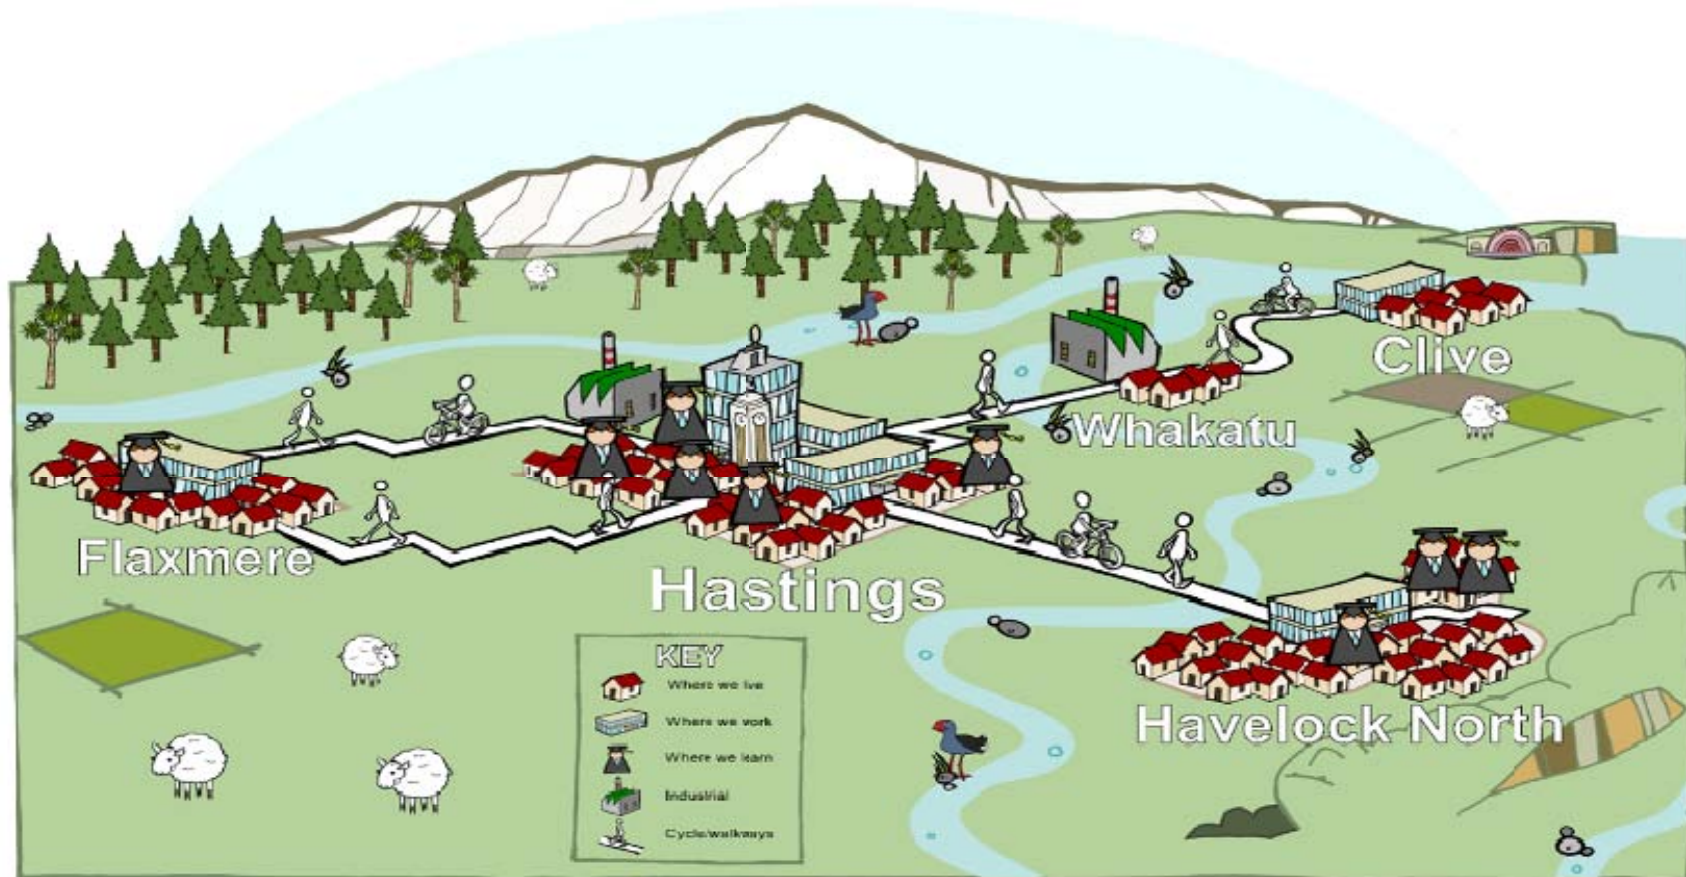 Clive
Whakatu
Flaxmere
Hastings
Havelock North
KEY
Where we live
Where we work
Where we learn
Industrial
Cycle/walkways